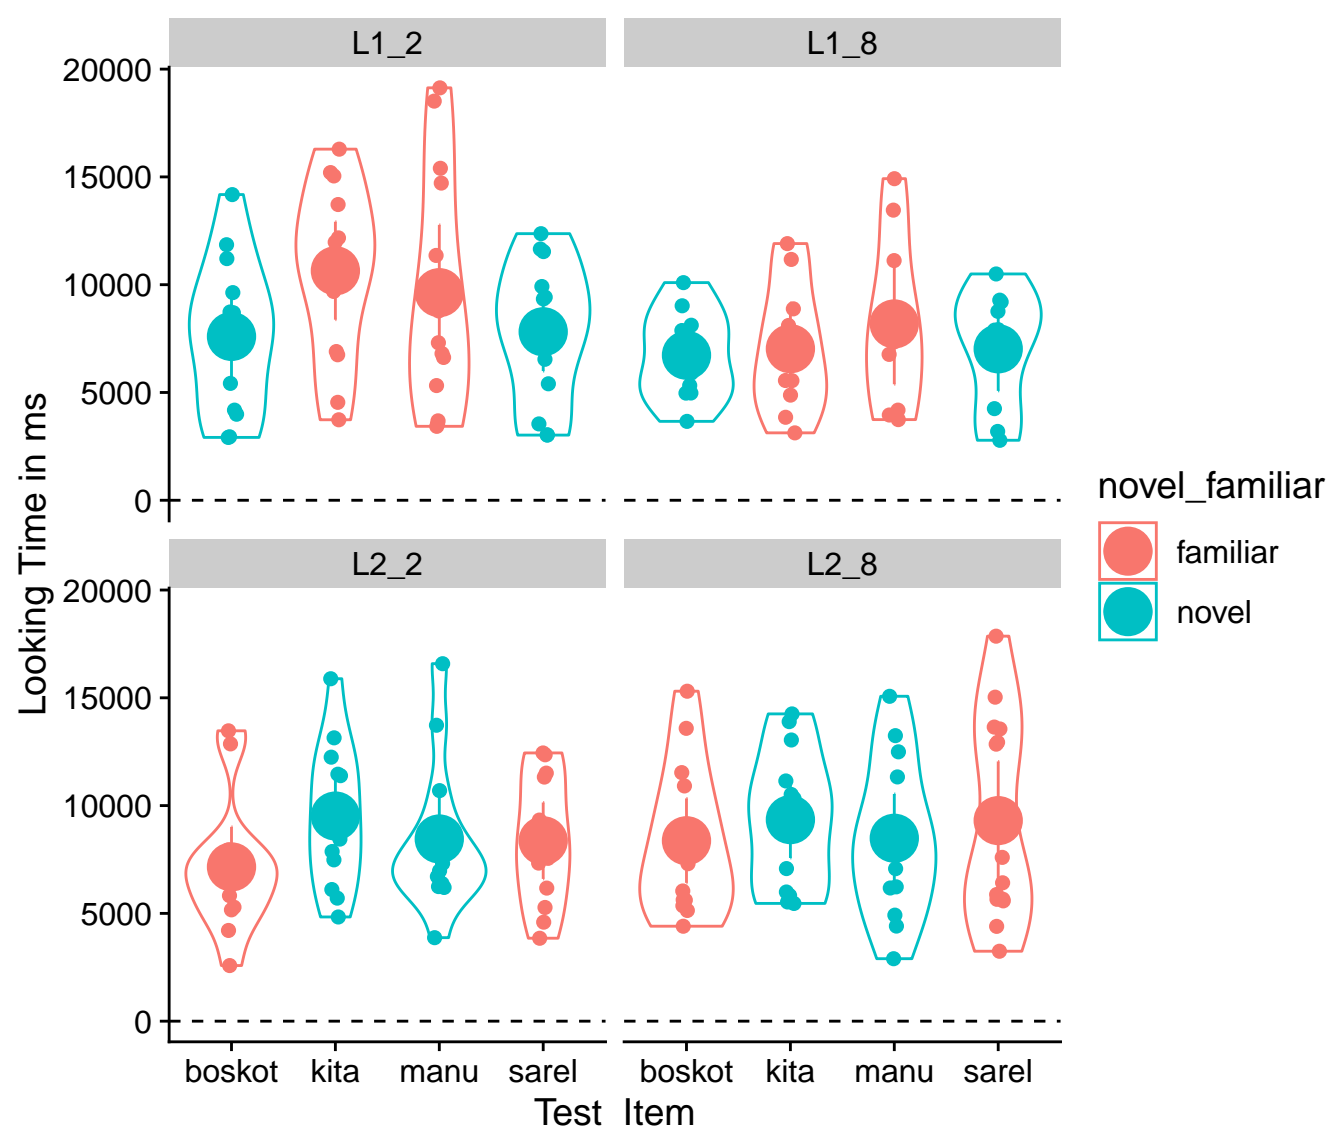 L1_2
L1_8
20000
15000
10000
5000
0
L2_2
L2_8
20000
15000
10000
5000
0
boskot kita manu sarel
boskot kita manu sarel
Test Item
Looking Time in ms
novel_familiar
familiar
novel